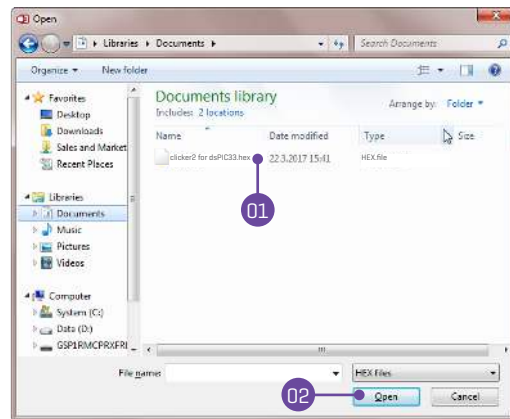 Open
Libraries Documents
Search Documents
Organize New folder
Favorites
Desktop
Downloads
Sales and Market
Recent Places
Libraries
Documents
Music
Pictures
Videos
Computer
System (C:)
Data (D:)
GSP1RMCPRXFRE
Documents library
Includes: 2 locations
Arrange by: Folder
Name Date modified Type Size
clicker2 for dsPIC33.hex 22.3.2017 15:41 HEX file
01
File name: HEX Files
02
Open Cancel